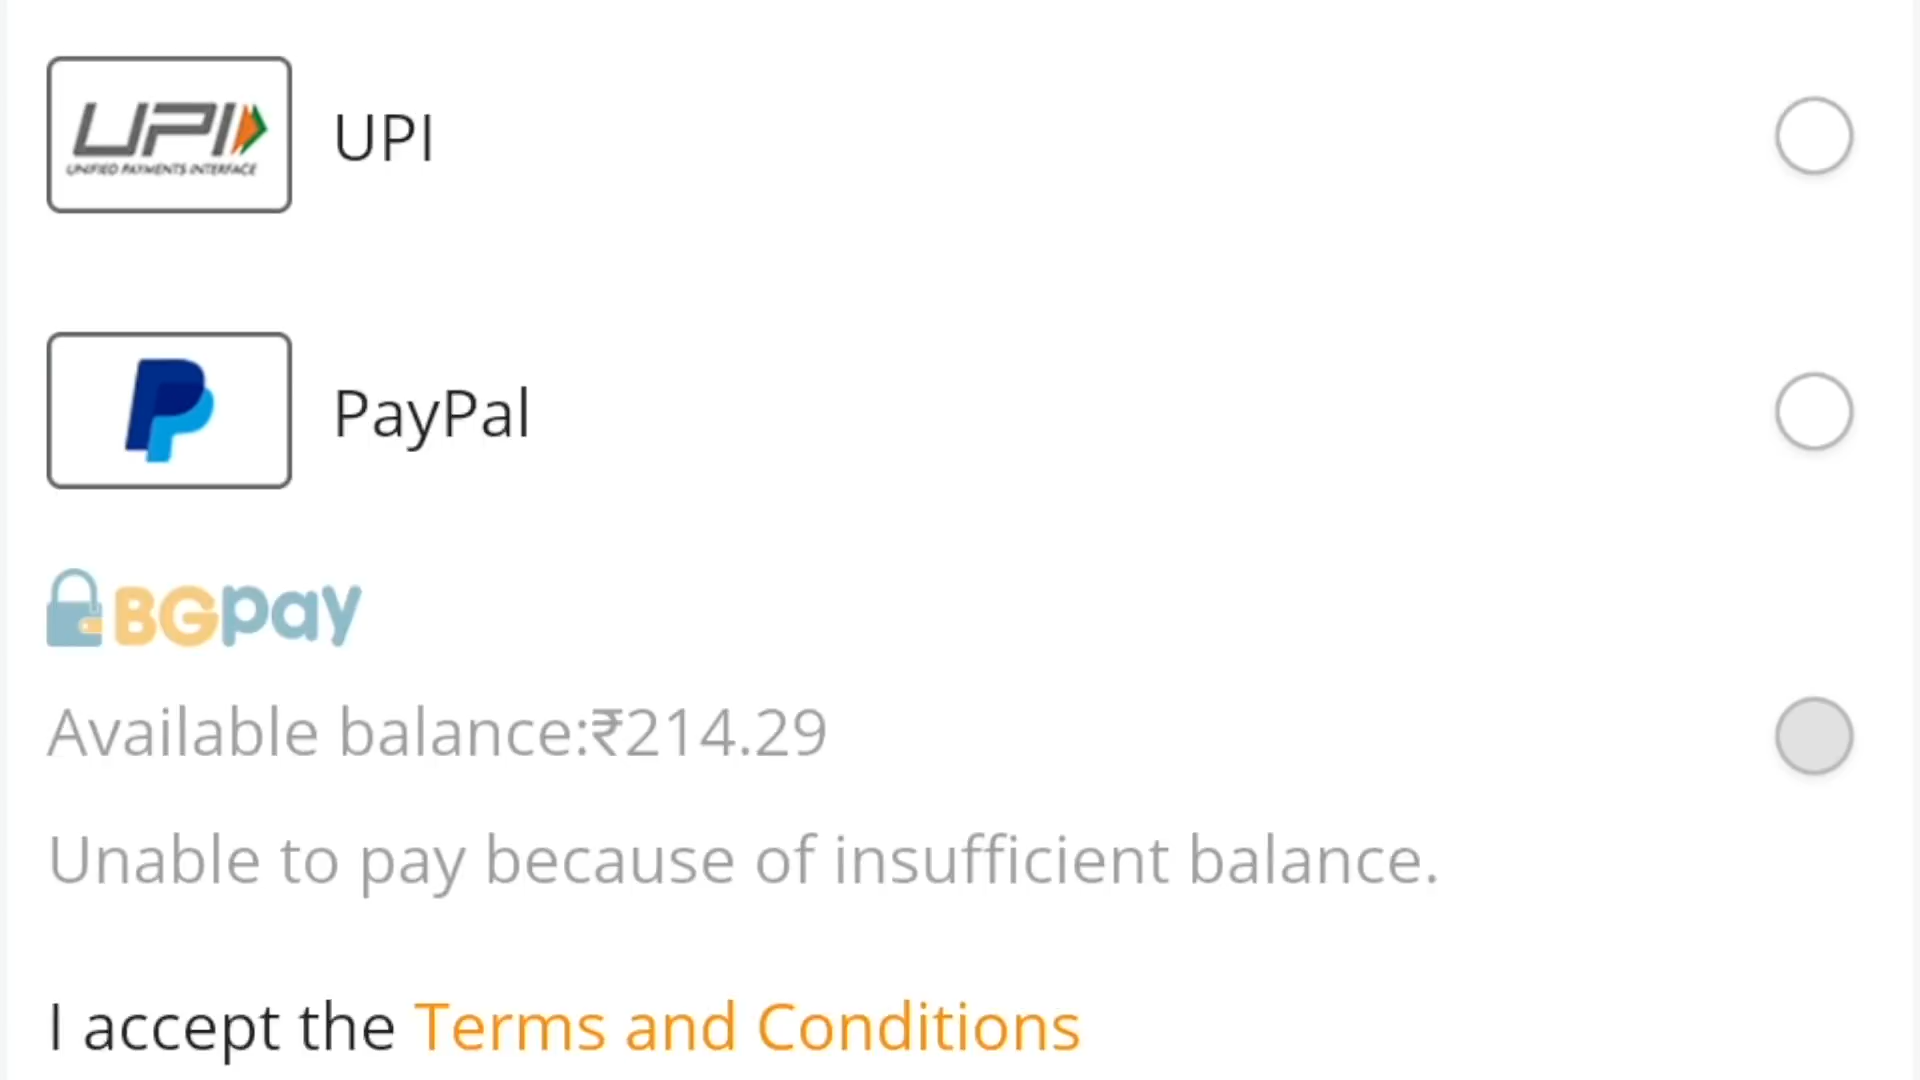 UPI
UNIFIED PAYMENTS INTERFACE
UPI
PayPal
BGpay
Available balance:₹214.29
Unable to pay because of insufficient balance.
I accept the Terms and Conditions